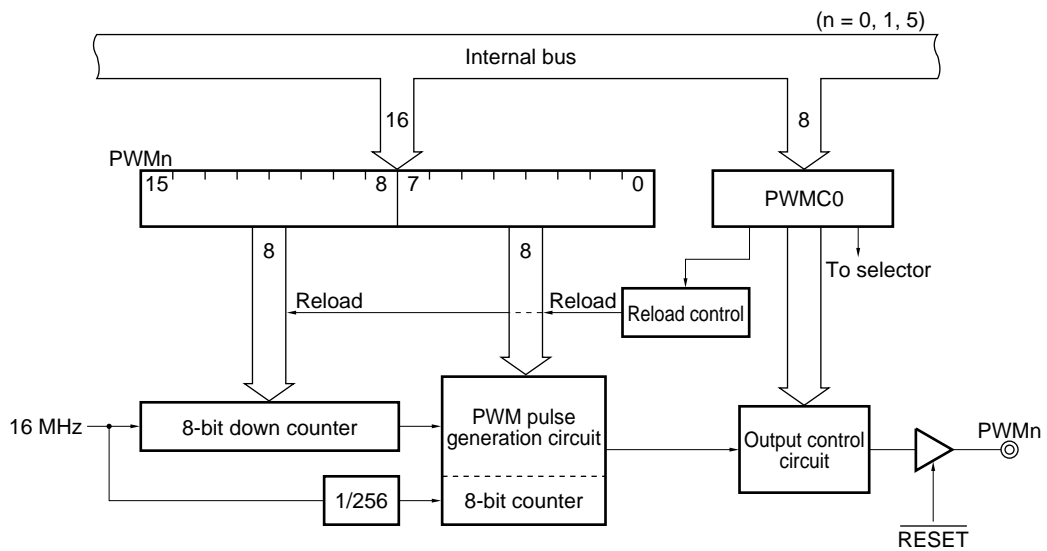 (n = 0, 1, 5)
Internal bus
16
8
PWMn
15
8
7
0
PWMC0
8
8
To selector
Reload
Reload
Reload control
16 MHz
8-bit down counter
PWM pulse
generation circuit
Output control
circuit
PWMn
1/256
8-bit counter
RESET